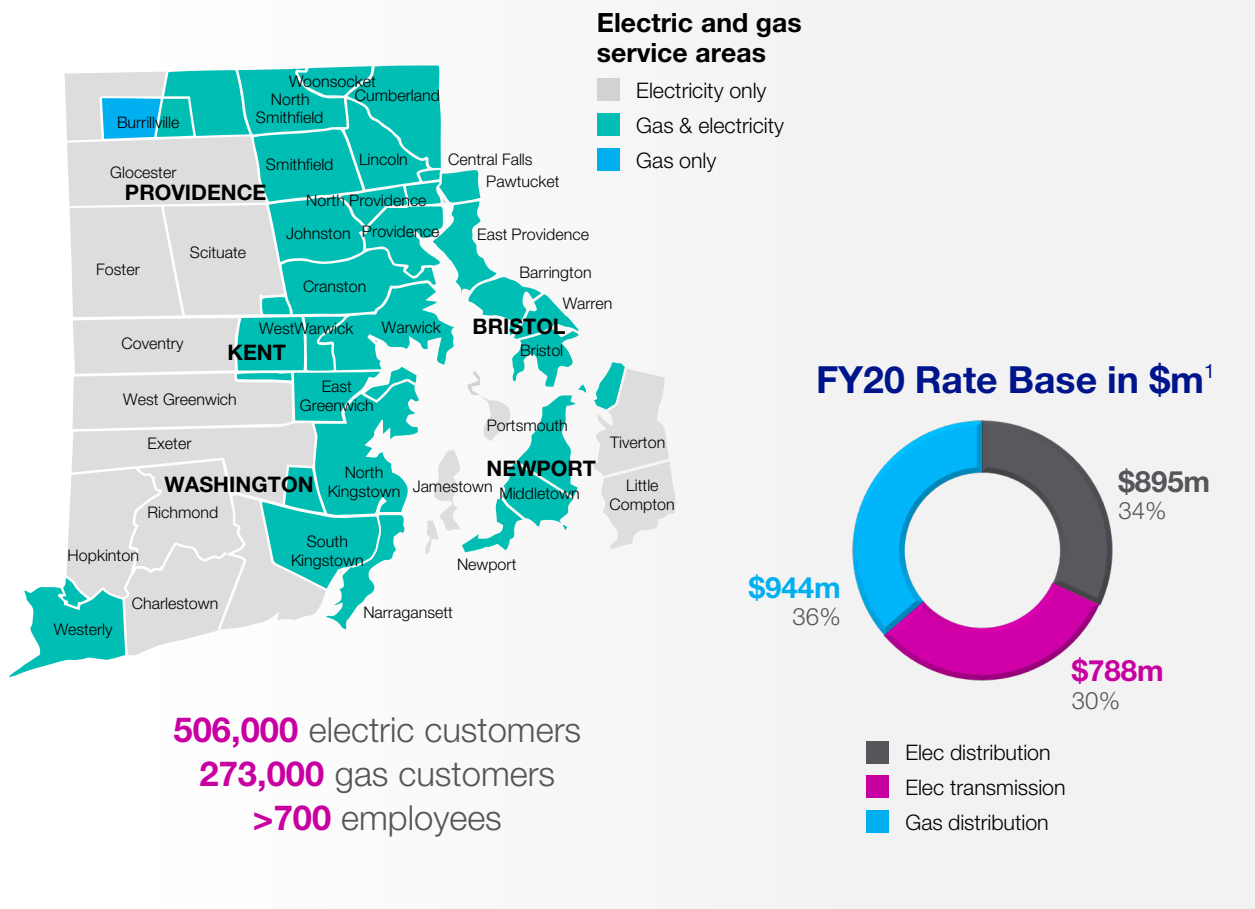 Electric and gas
service areas
Electricity only
Gas & electricity
Gas only
Woonsocket
North
Smithfield
Cumberland
Burrillville
Glocester
PROVIDENCE
Smithfield
Lincoln
Central Falls
Pawtucket
North Providence
Johnston
Providence
East Providence
Scituate
Foster
Cranston
Barrington
Warren
WestWarwick
Warwick
BRISTOL
Bristol
Coventry
KENT
West Greenwich
East
Greenwich
Portsmouth
Tiverton
Exeter
WASHINGTON
North
Kingstown
Jamestown
NEWPORT
Middletown
Little
Compton
Richmond
Hopkinton
South
Kingstown
Newport
Charlestown
Narragansett
Westerly
506,000 electric customers
273,000 gas customers
>700 employees
FY20 Rate Base in $m1
$895m
34%
$944m
36%
$788m
30%
Elec distribution
Elec transmission
Gas distribution